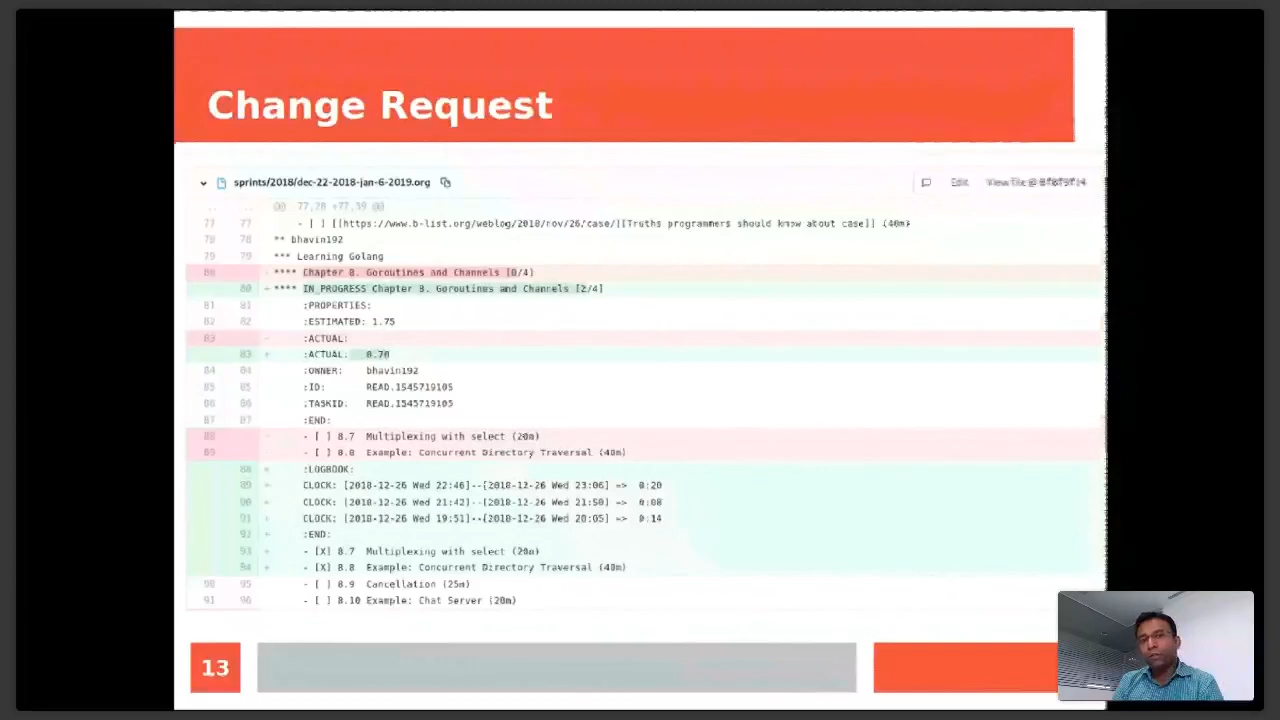 Change Request
sprints/2018/dec-22-2018-jan-6-2019.org
Edit View file @
@@ 77,28 +77,39 @@
77 77 - [ ] [[https://www.b-list.org/weblog/2018/nov/26/case/][Truths programmers should know about case]] (40m)
78 78 ** bhavin192
79 79 *** Learning Golang
80 - **** Chapter 8. Goroutines and Channels [0/4]
80 + **** IN_PROGRESS Chapter 8. Goroutines and Channels [2/4]
81 81 :PROPERTIES:
82 82 :ESTIMATED: 1.75
83 - :ACTUAL:
83 + :ACTUAL: 0.70
84 84 :OWNER: bhavin192
85 85 :ID: READ.1545719105
86 86 :TASKID: READ.1545719105
87 87 :END:
88 - - [ ] 8.7 Multiplexing with select (20m)
89 - - [ ] 8.8 Example: Concurrent Directory Traversal (40m)
88 + :LOGBOOK:
89 + CLOCK: [2018-12-26 Wed 22:46]--[2018-12-26 Wed 23:06] => 0:20
90 + CLOCK: [2018-12-26 Wed 21:42]--[2018-12-26 Wed 21:50] => 0:08
91 + CLOCK: [2018-12-26 Wed 19:51]--[2018-12-26 Wed 20:05] => 0:14
92 + :END:
93 + - [X] 8.7 Multiplexing with select (20m)
94 + - [X] 8.8 Example: Concurrent Directory Traversal (40m)
90 95 - [ ] 8.9 Cancellation (25m)
91 96 - [ ] 8.10 Example: Chat Server (20m)
13